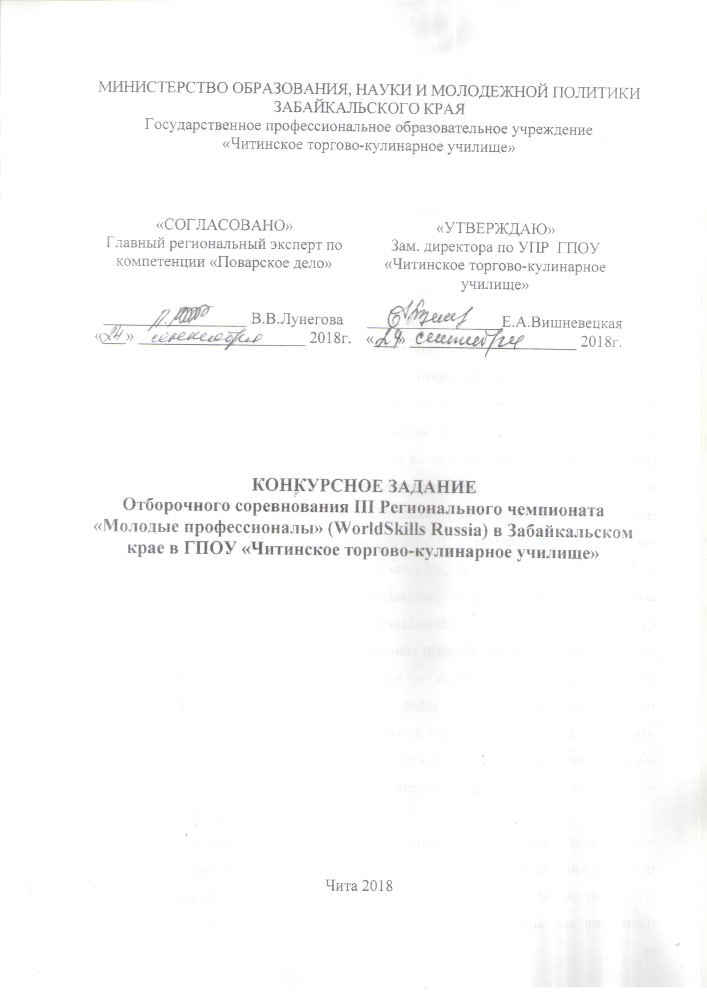 МИНИСТЕРСТВО ОБРАЗОВАНИЯ, НАУКИ И МОЛОДЕЖНОЙ ПОЛИТИКИ
ЗАБАЙКАЛЬСКОГО КРАЯ
Государственное профессиональное образовательное учреждение
«Читинское торгово-кулинарное училище»
«СОГЛАСОВАНО»
Главный региональный эксперт по
компетенции «Поварское дело»
В.В.Лунегова
«24» сентября 2018г.
«УТВЕРЖДАЮ»
Зам. директора по УПР ГПОУ
«Читинское торгово-кулинарное
училище»
Е.А.Вишневецкая
«24» сентября 2018г.
КОНКУРСНОЕ ЗАДАНИЕ
Отборочного соревнования III Регионального чемпионата
«Молодые профессионалы» (WorldSkills Russia) в Забайкальском
крае в ГПОУ «Читинское торгово-кулинарное училище»
Чита 2018